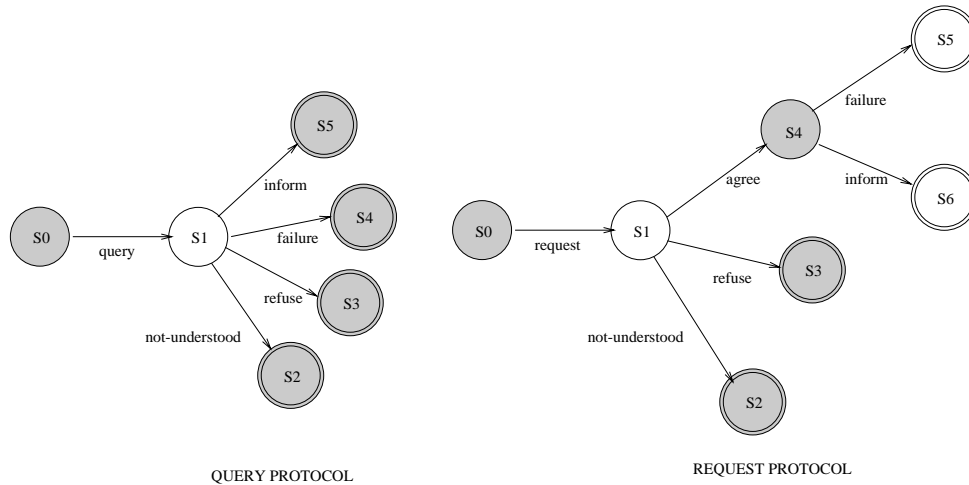 S0
query
S1
inform
S5
failure
S4
refuse
S3
not-understood
S2
QUERY PROTOCOL
S0
request
S1
agree
S4
failure
S5
inform
S6
refuse
S3
not-understood
S2
REQUEST PROTOCOL